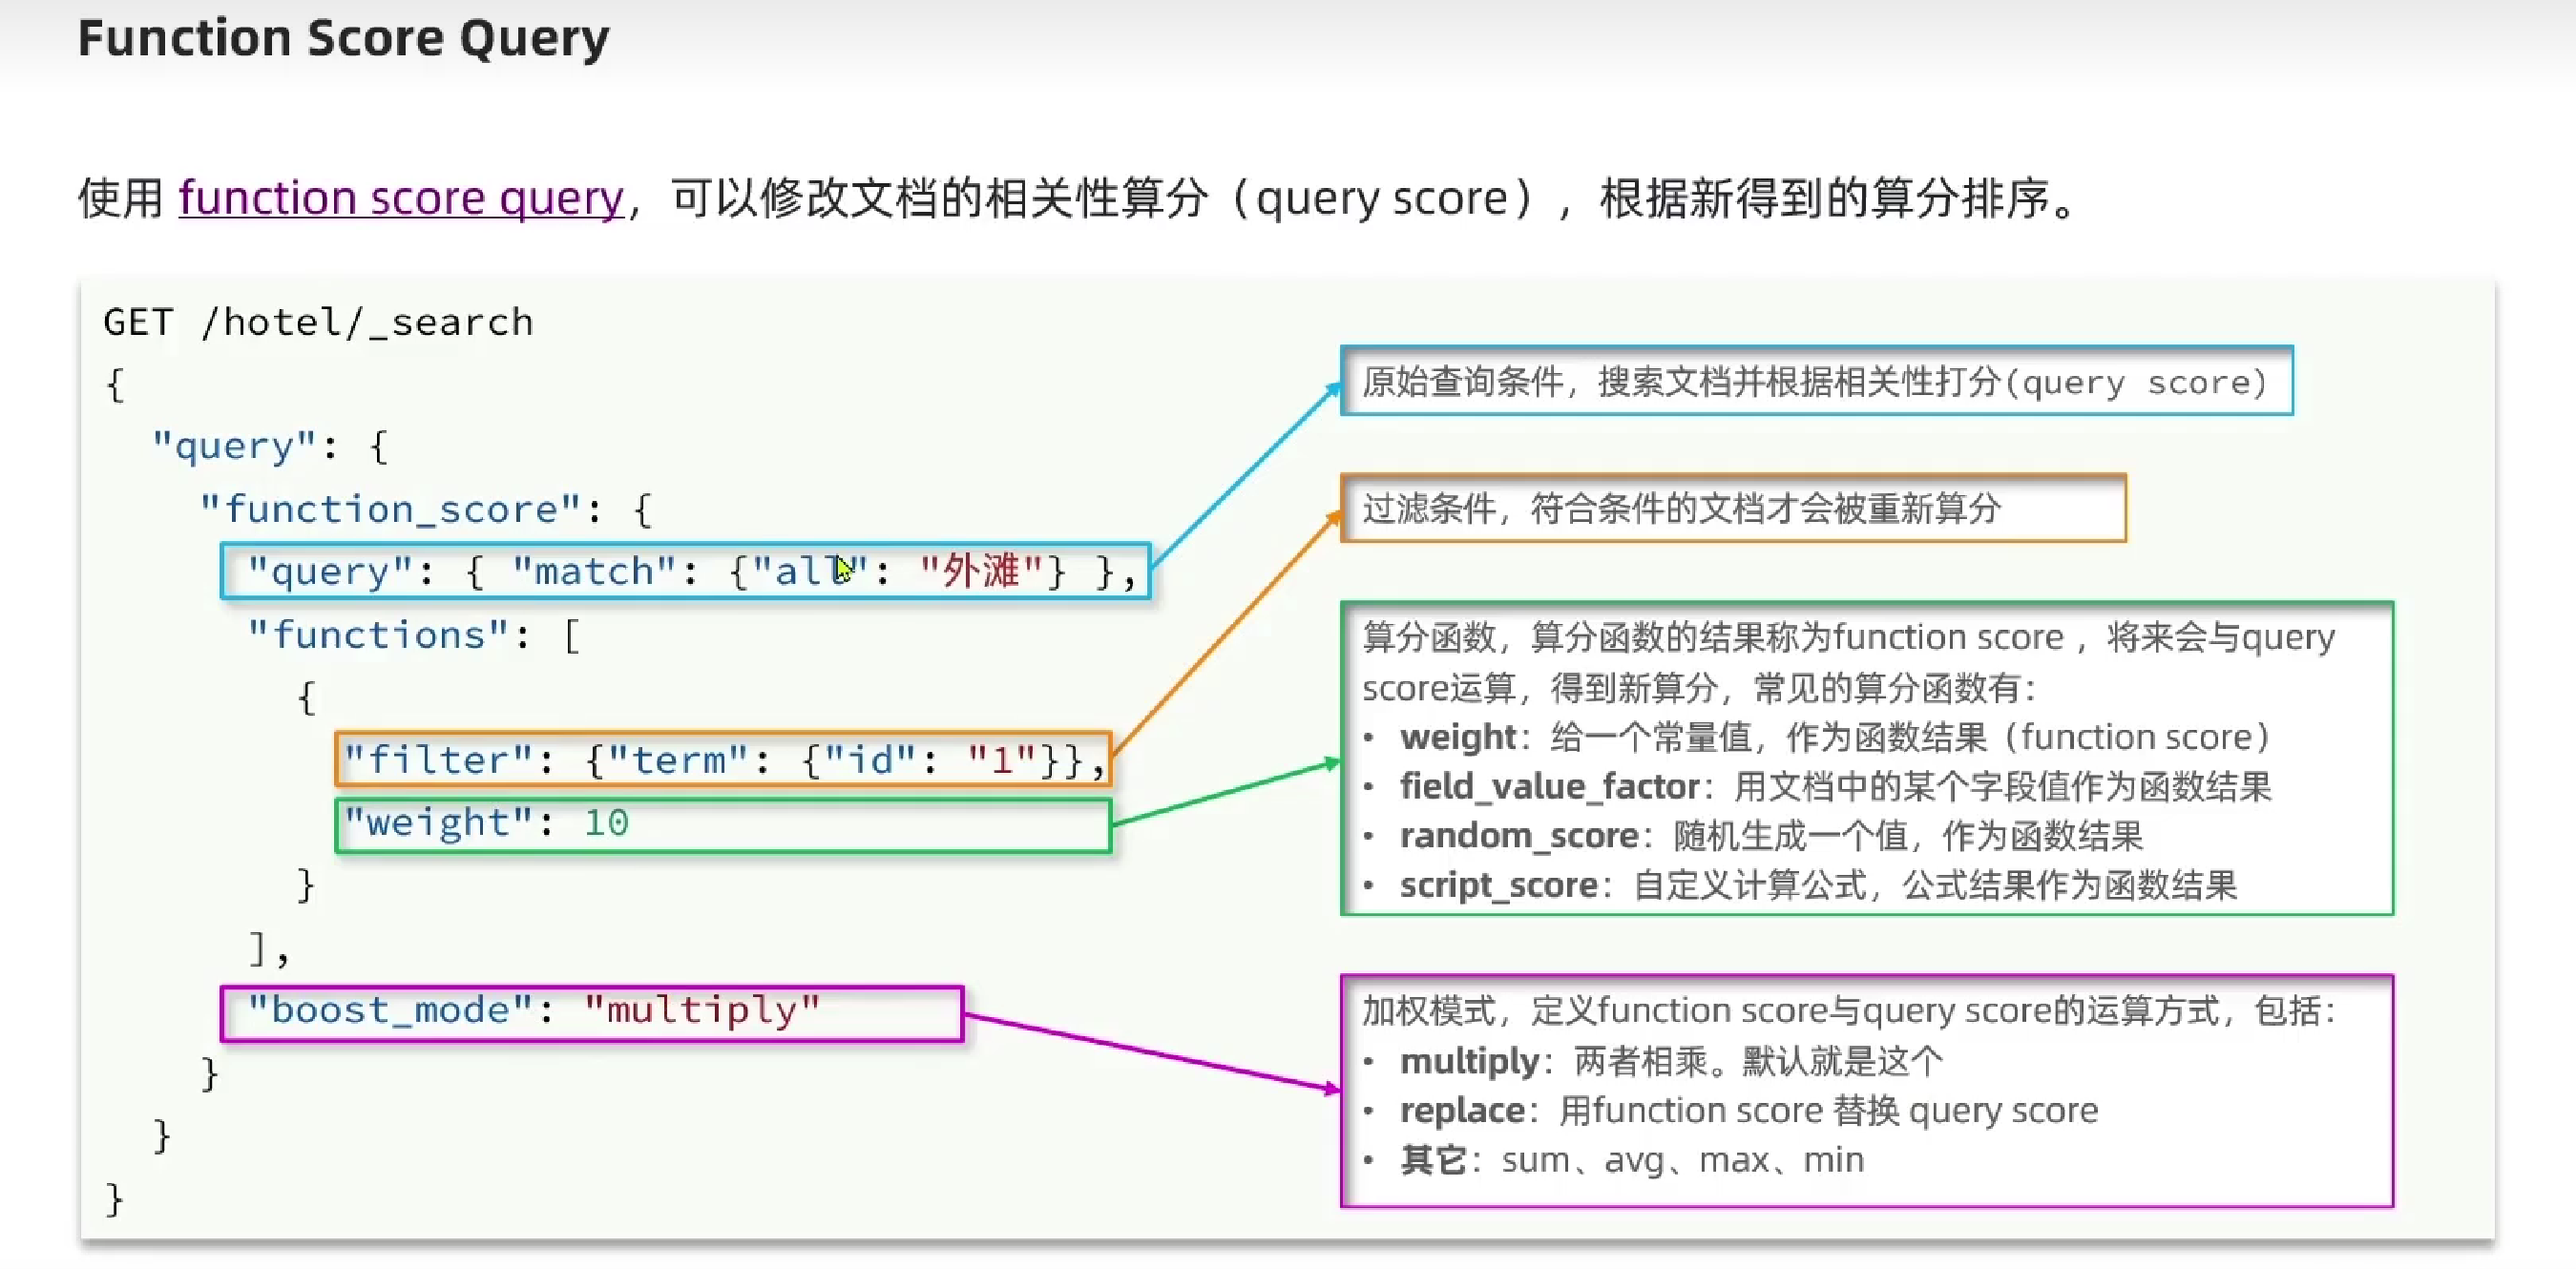 Function Score Query
使用 function score query，可以修改文档的相关性算分（query score），根据新得到的算分排序。
GET /hotel/_search
{
"query": {
"function_score": {
"query": { "match": {"all": "外滩"} },
"functions": [
{
"filter": {"term": {"id": "1"}},
"weight": 10
}
],
"boost_mode": "multiply"
}
}
}
原始查询条件，搜索文档并根据相关性打分(query score)
过滤条件，符合条件的文档才会被重新算分
算分函数，算分函数的结果称为function score ，将来会与query
score运算，得到新算分，常见的算分函数有：
• weight：给一个常量值，作为函数结果（function score）
• field_value_factor：用文档中的某个字段值作为函数结果
• random_score：随机生成一个值，作为函数结果
• script_score：自定义计算公式，公式结果作为函数结果
加权模式，定义function score与query score的运算方式，包括：
• multiply：两者相乘。默认就是这个
• replace：用function score 替换 query score
• 其它：sum、avg、max、min